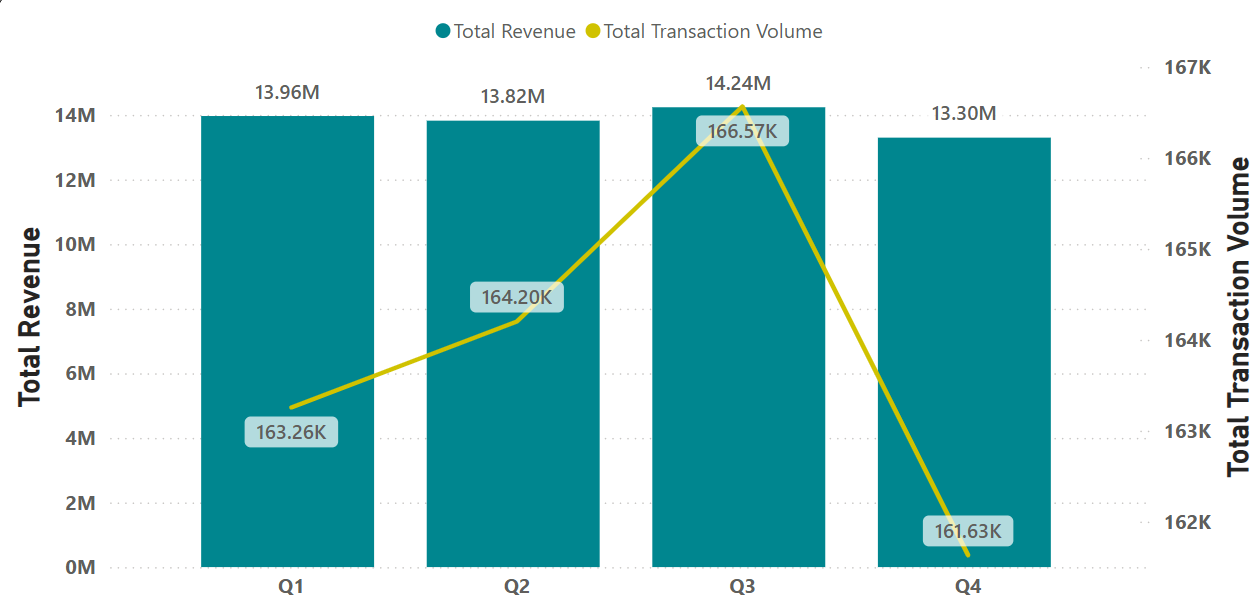 Total Revenue Total Transaction Volume
167K
13.96M 13.82M 14.24M 13.30M
14M
166.57K
166K
12M
10M
165K
164.20K
8M
164K
6M
163.26K
4M
163K
2M
161.63K
162K
0M
Q1 Q2 Q3 Q4
Total Revenue
Total Transaction Volume